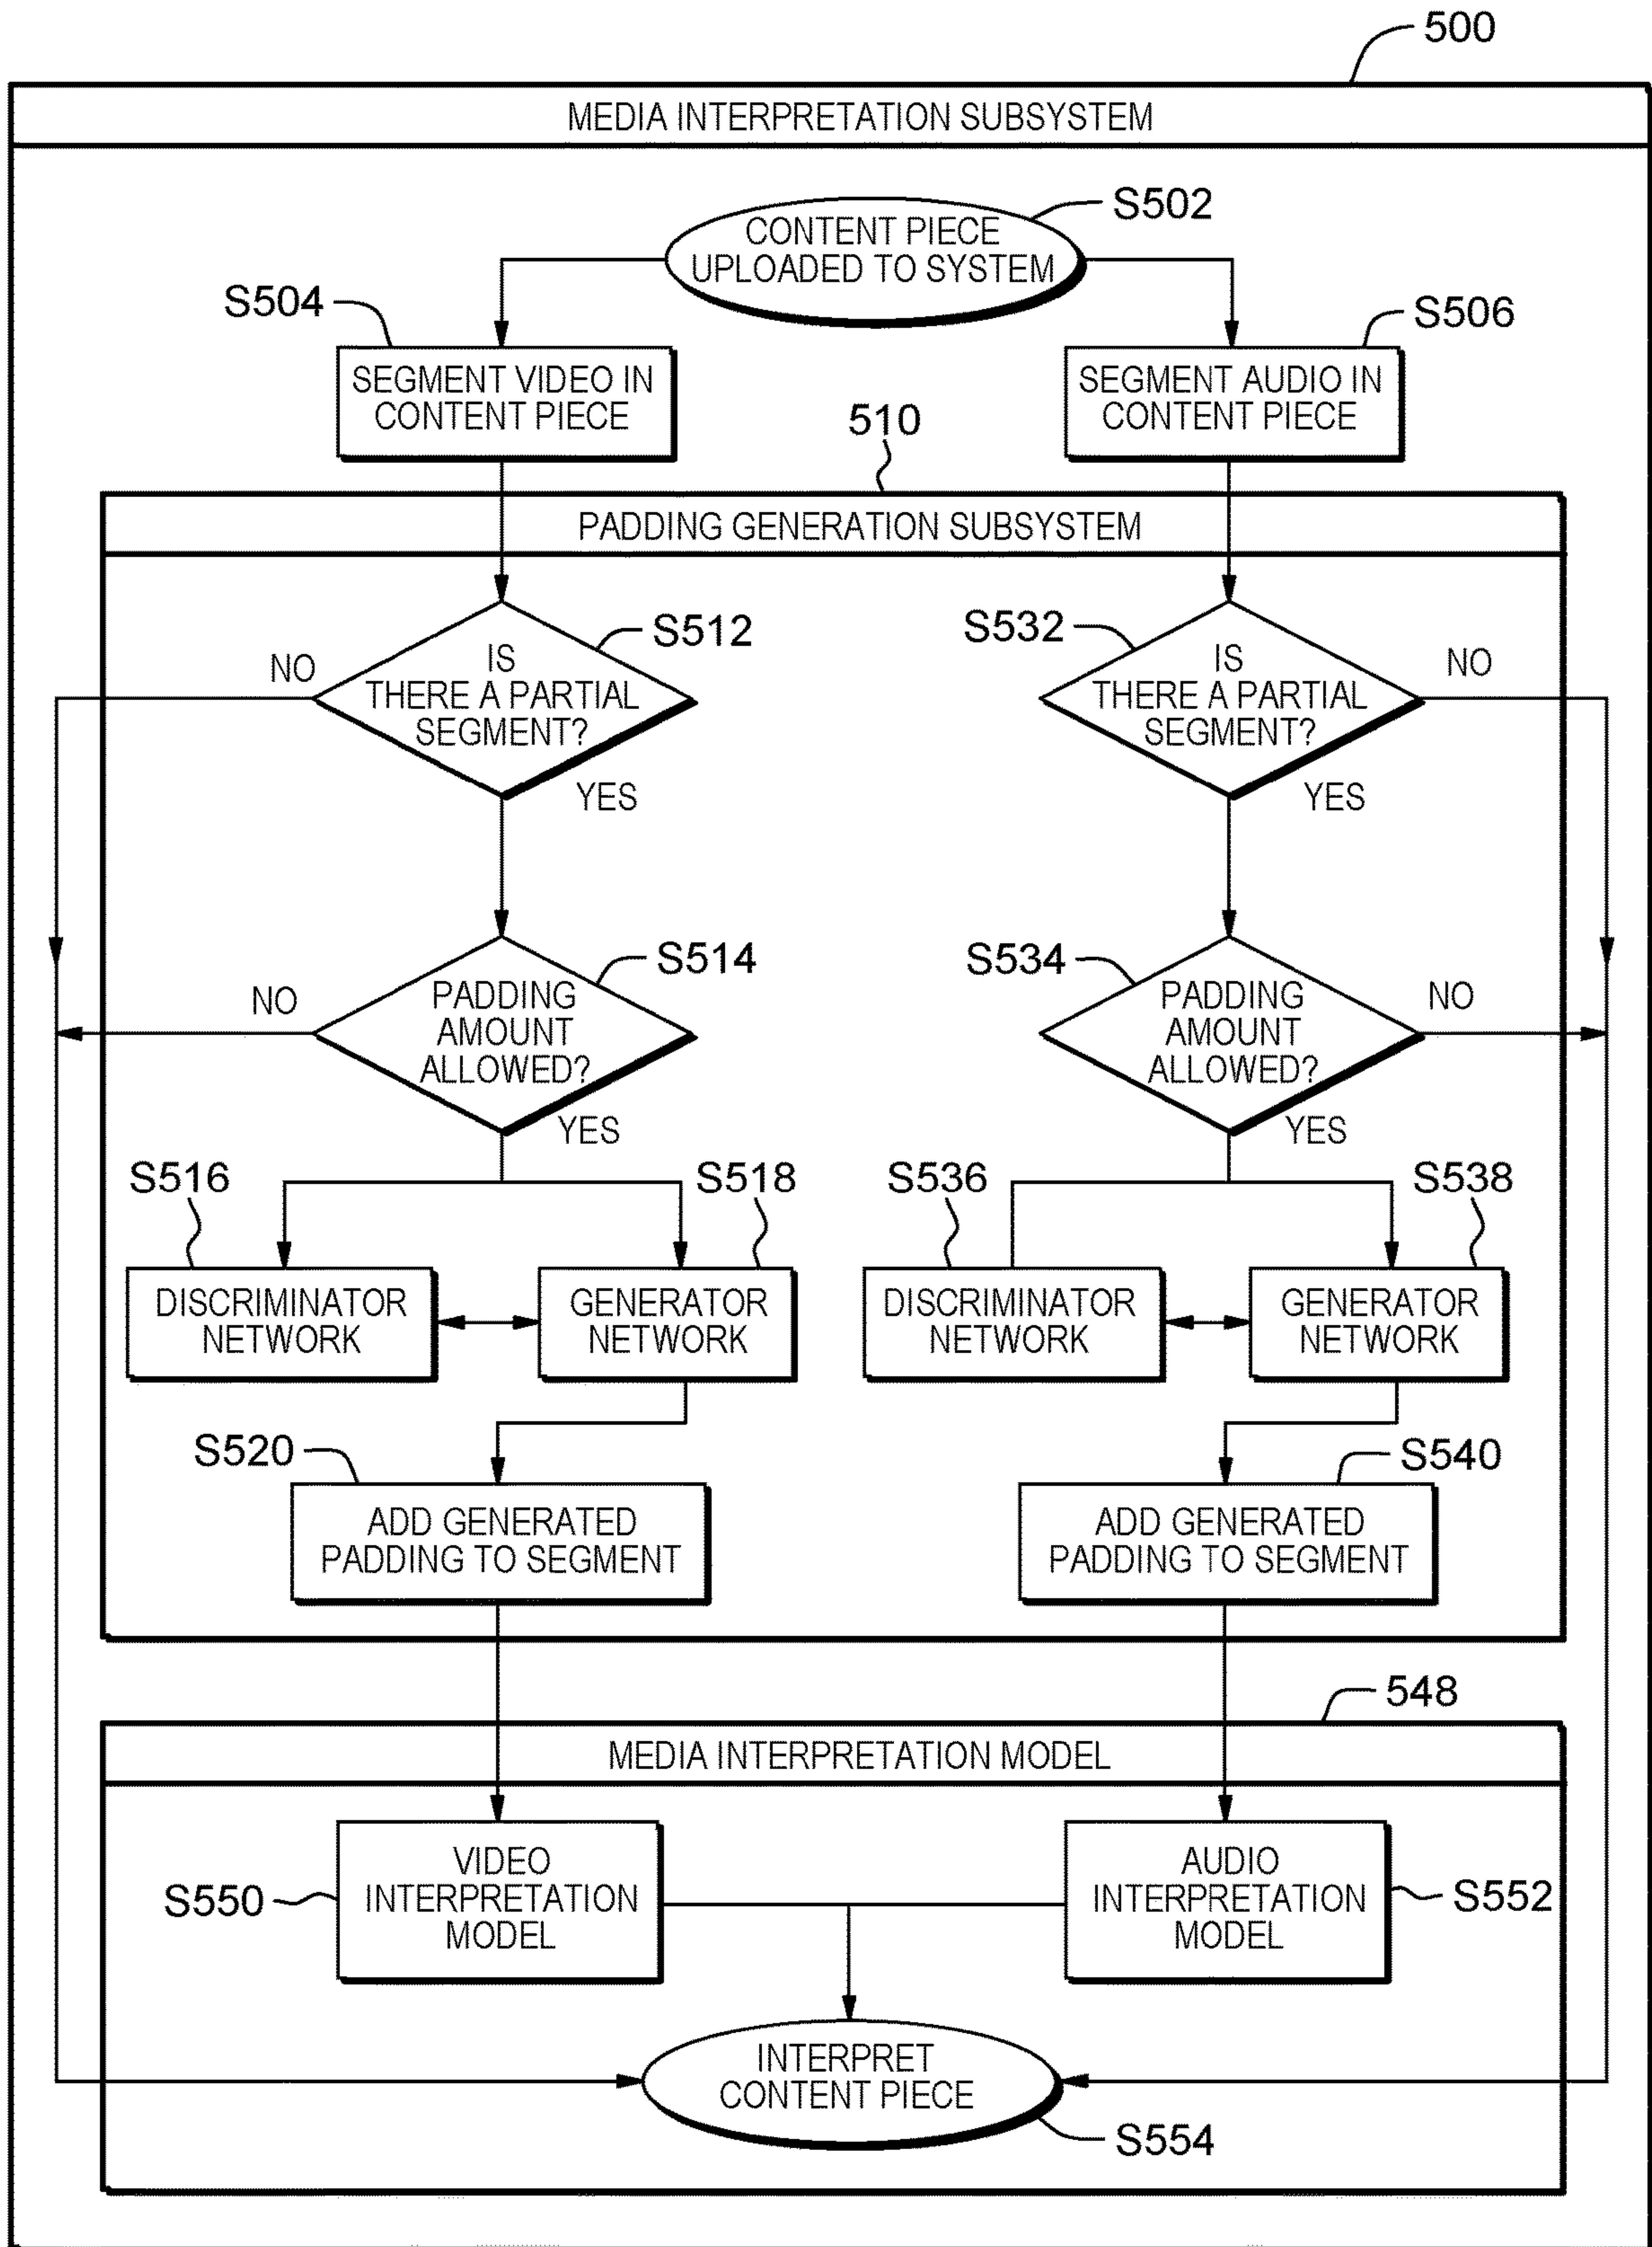 500
MEDIA INTERPRETATION SUBSYSTEM
S502
CONTENT PIECE
UPLOADED TO SYSTEM
S504
S506
SEGMENT VIDEO IN
CONTENT PIECE
SEGMENT AUDIO IN
CONTENT PIECE
510
PADDING GENERATION SUBSYSTEM
S512
NO
IS
THERE A PARTIAL
SEGMENT?
YES
S532
NO
IS
THERE A PARTIAL
SEGMENT?
YES
S514
NO
PADDING
AMOUNT
ALLOWED?
YES
S534
NO
PADDING
AMOUNT
ALLOWED?
YES
S516
S518
S536
S538
DISCRIMINATOR
NETWORK
GENERATOR
NETWORK
DISCRIMINATOR
NETWORK
GENERATOR
NETWORK
S520
S540
ADD GENERATED
PADDING TO SEGMENT
ADD GENERATED
PADDING TO SEGMENT
548
MEDIA INTERPRETATION MODEL
S550
VIDEO
INTERPRETATION
MODEL
AUDIO
INTERPRETATION
MODEL
S552
INTERPRET
CONTENT PIECE
S554